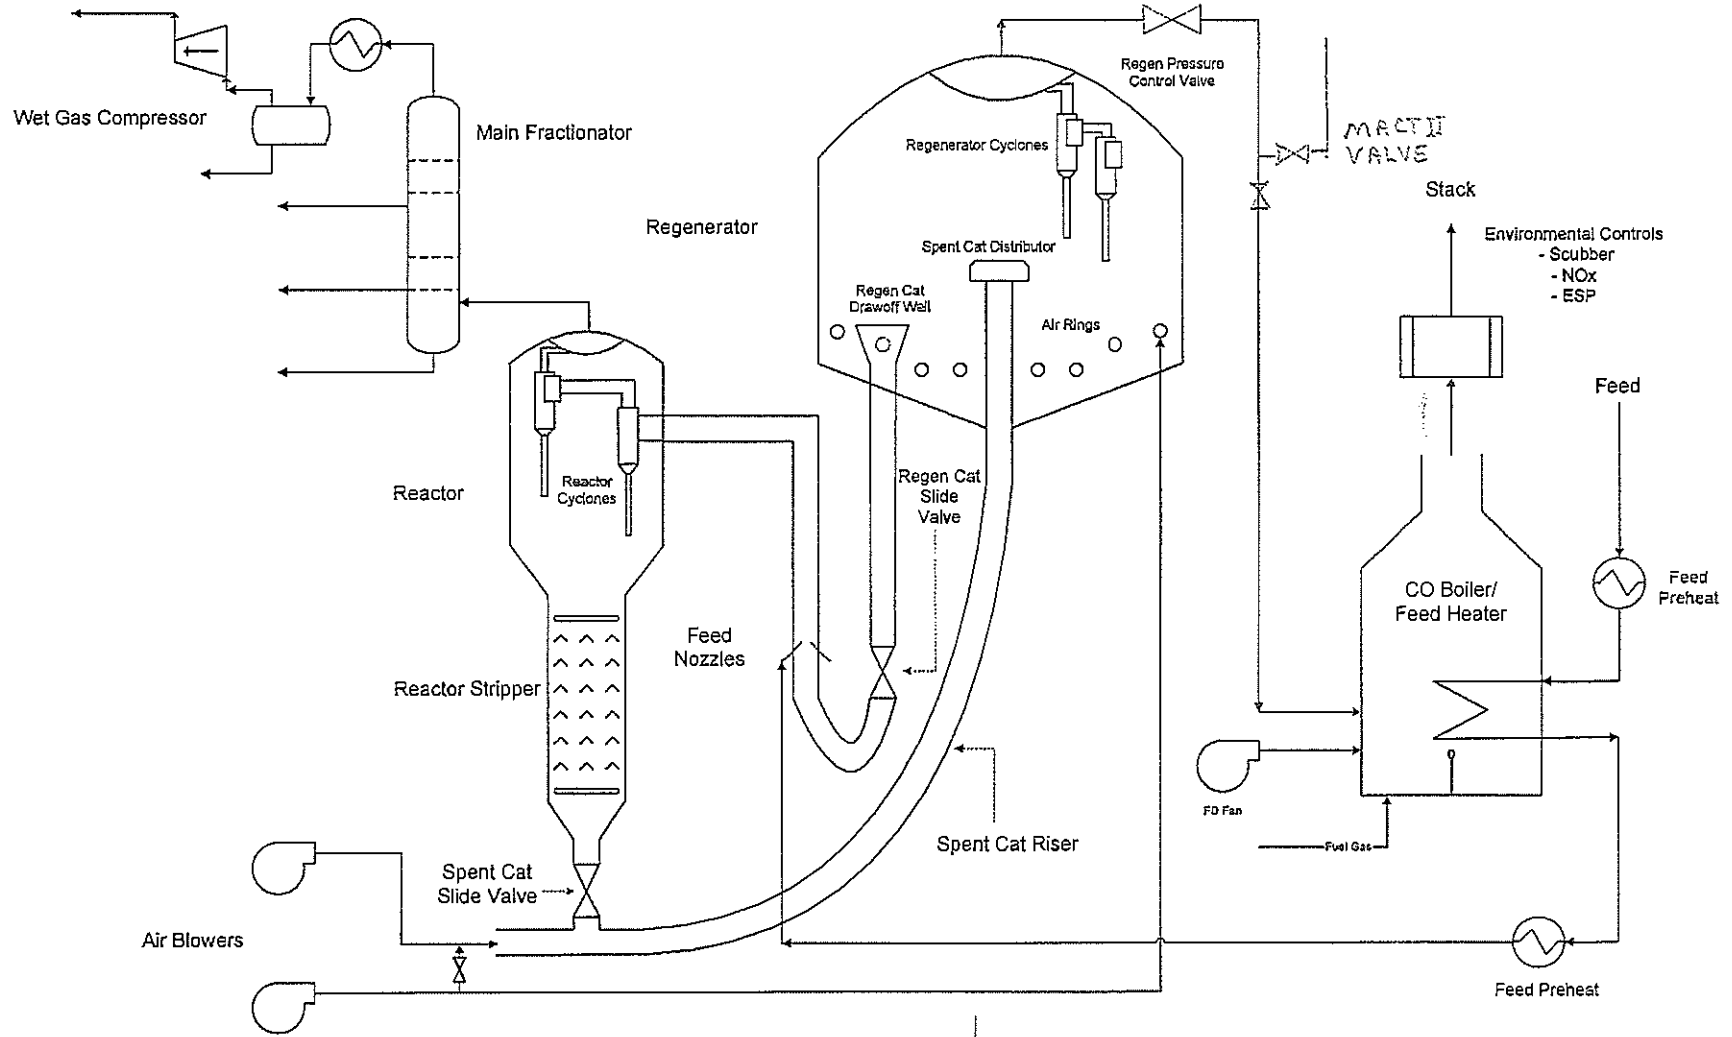 Regen Pressure
Control Valve
Wet Gas Compressor
Main Fractionator
Regenerator Cyclones
MACT II
VALVE
Stack
Regenerator
Spent Cat Distributor
Environmental Controls
- Scubber
- NOx
- ESP
Regen Cat
Drawoff Well
Air Rings
Feed
Reactor
Reactor
Cyclones
Regen Cat
Slide
Valve
CO Boiler/
Feed Heater
Feed
Preheat
Feed
Nozzles
Reactor Stripper
FD Fan
Spent Cat Riser
Fuel Gas
Spent Cat
Slide Valve
Air Blowers
Feed Preheat